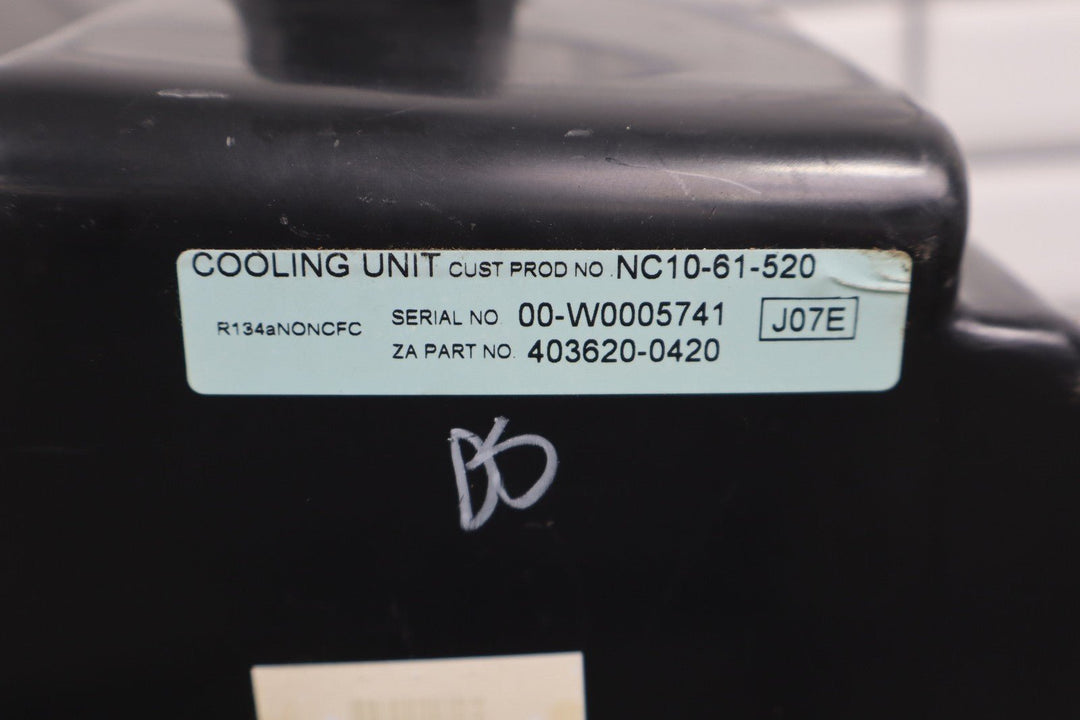 COOLING UNIT CUST PROD NO. NC10-61-520
SERIAL NO. 00-W0005741 J07E
R134aNONCFC
ZA PART NO. 403620-0420